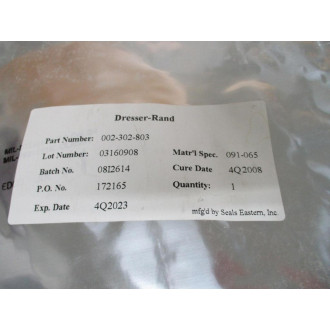 Dresser-Rand
Part Number: 002-302-803
Lot Number: 03160908 Matr'l Spec. 091-065
Batch No. 08I2614 Cure Date 4Q2008
P.O. No. 172165 Quantity: 1
Exp. Date 4Q2023
mfg'd by Seals Eastern, Inc.